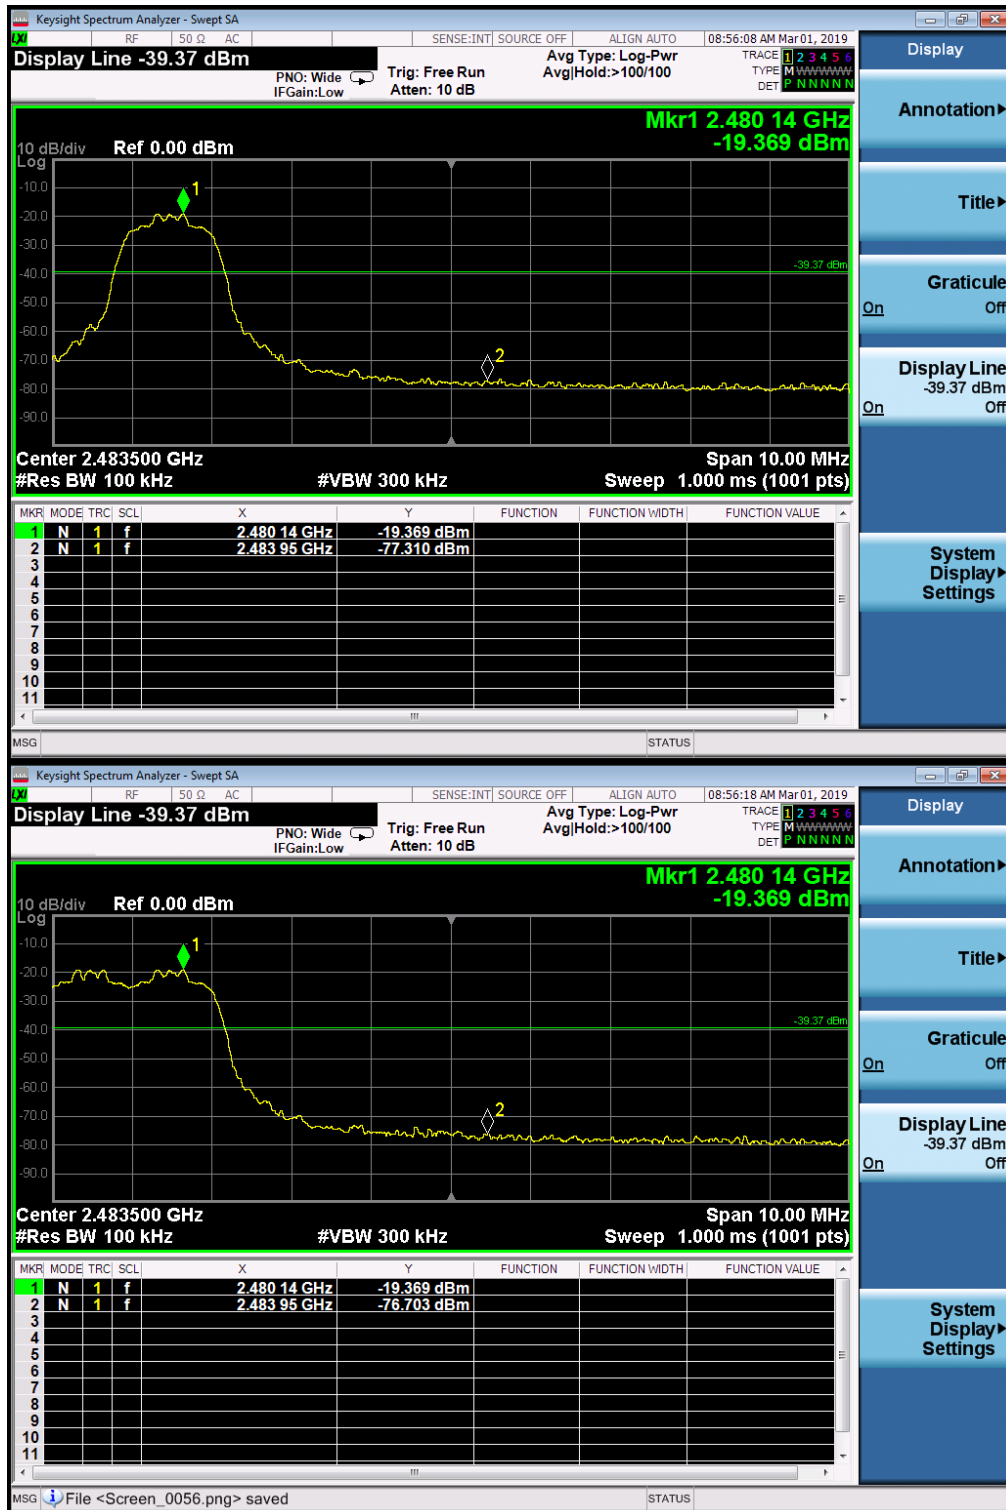 Keysight Spectrum Analyzer - Swept SA
LXI RF 50 Ω AC SENSE:INT SOURCE OFF ALIGN AUTO 08:56:08 AM Mar 01, 2019
Display Line -39.37 dBm
PNO: Wide
IFGain:Low
Trig: Free Run
Atten: 10 dB
Avg Type: Log-Pwr
Avg|Hold:>100/100
TRACE 1 2 3 4 5 6
TYPE M WWWWW
DET P N N N N N
Mkr1 2.480 14 GHz
-19.369 dBm
10 dB/div Ref 0.00 dBm
Log
-10.0
1
-20.0
-30.0
-39.37 dBm
-40.0
-50.0
-60.0
-70.0
2
-80.0
-90.0
Center 2.483500 GHz Span 10.00 MHz
#Res BW 100 kHz #VBW 300 kHz Sweep 1.000 ms (1001 pts)
MKR MODE TRC SCL X Y FUNCTION FUNCTION WIDTH FUNCTION VALUE
1 N 1 f 2.480 14 GHz -19.369 dBm
2 N 1 f 2.483 95 GHz -77.310 dBm
3
4
5
6
7
8
9
10
11
MSG STATUS
Display
Annotation
Title
Graticule
On Off
Display Line
-39.37 dBm
On Off
System
Display
Settings
Keysight Spectrum Analyzer - Swept SA
LXI RF 50 Ω AC SENSE:INT SOURCE OFF ALIGN AUTO 08:56:18 AM Mar 01, 2019
Display Line -39.37 dBm
PNO: Wide
IFGain:Low
Trig: Free Run
Atten: 10 dB
Avg Type: Log-Pwr
Avg|Hold:>100/100
TRACE 1 2 3 4 5 6
TYPE M WWWWW
DET P N N N N N
Mkr1 2.480 14 GHz
-19.369 dBm
10 dB/div Ref 0.00 dBm
Log
-10.0
1
-20.0
-30.0
-39.37 dBm
-40.0
-50.0
-60.0
-70.0
2
-80.0
-90.0
Center 2.483500 GHz Span 10.00 MHz
#Res BW 100 kHz #VBW 300 kHz Sweep 1.000 ms (1001 pts)
MKR MODE TRC SCL X Y FUNCTION FUNCTION WIDTH FUNCTION VALUE
1 N 1 f 2.480 14 GHz -19.369 dBm
2 N 1 f 2.483 95 GHz -76.703 dBm
3
4
5
6
7
8
9
10
11
MSG File <Screen_0056.png> saved STATUS
Display
Annotation
Title
Graticule
On Off
Display Line
-39.37 dBm
On Off
System
Display
Settings